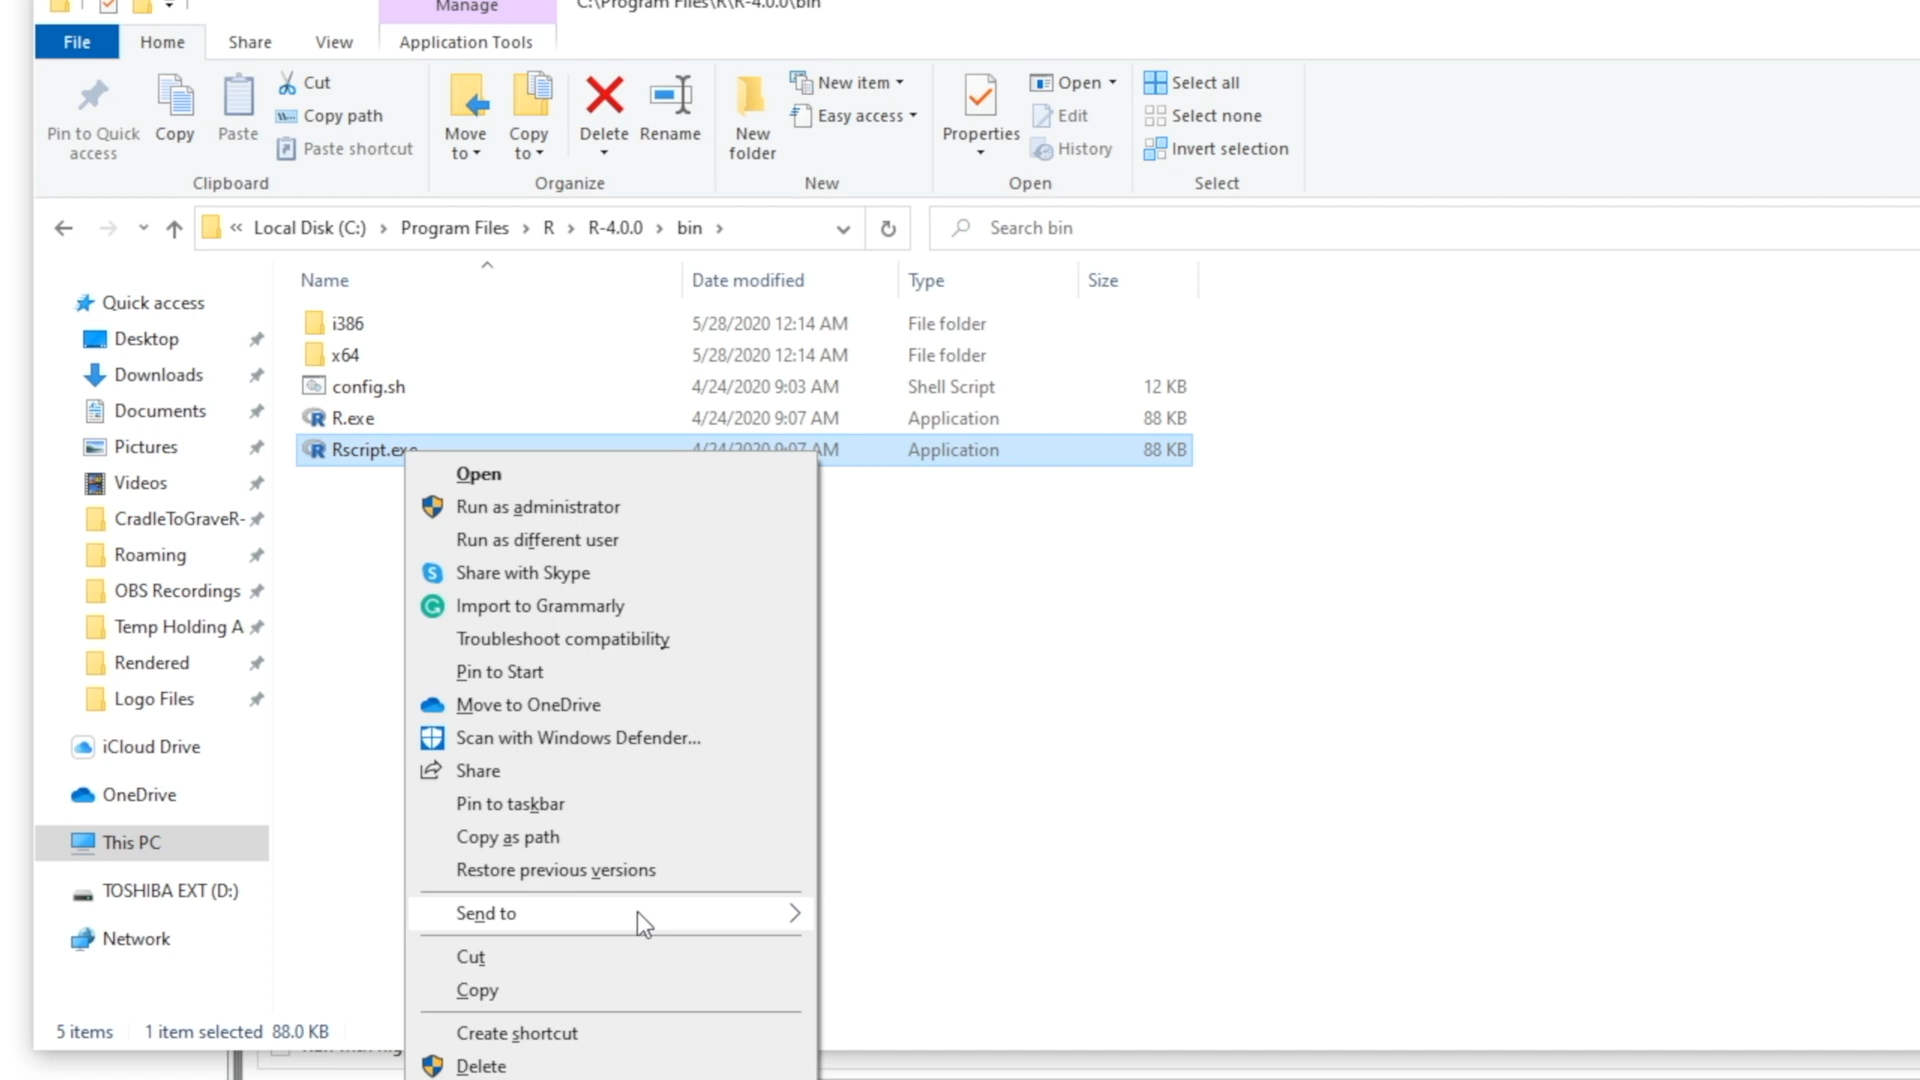 Manage
C:\Program Files\R\R-4.0.0\bin
File
Home
Share
View
Application Tools
Pin to Quick access
Copy
Paste
Cut
Copy path
Paste shortcut
Clipboard
Move to
Copy to
Delete
Rename
Organize
New folder
New item
Easy access
New
Properties
Open
Edit
History
Open
Select all
Select none
Invert selection
Select
« Local Disk (C:) > Program Files > R > R-4.0.0 > bin >
Search bin
Name Date modified Type Size
i386 5/28/2020 12:14 AM File folder
x64 5/28/2020 12:14 AM File folder
config.sh 4/24/2020 9:03 AM Shell Script 12 KB
R.exe 4/24/2020 9:07 AM Application 88 KB
Rscript.exe 4/24/2020 9:07 AM Application 88 KB
Quick access
Desktop
Downloads
Documents
Pictures
Videos
CradleToGraveR-
Roaming
OBS Recordings
Temp Holding A
Rendered
Logo Files
iCloud Drive
OneDrive
This PC
TOSHIBA EXT (D:)
Network
Open
Run as administrator
Run as different user
Share with Skype
Import to Grammarly
Troubleshoot compatibility
Pin to Start
Move to OneDrive
Scan with Windows Defender...
Share
Pin to taskbar
Copy as path
Restore previous versions
Send to
Cut
Copy
Create shortcut
Delete
5 items 1 item selected 88.0 KB